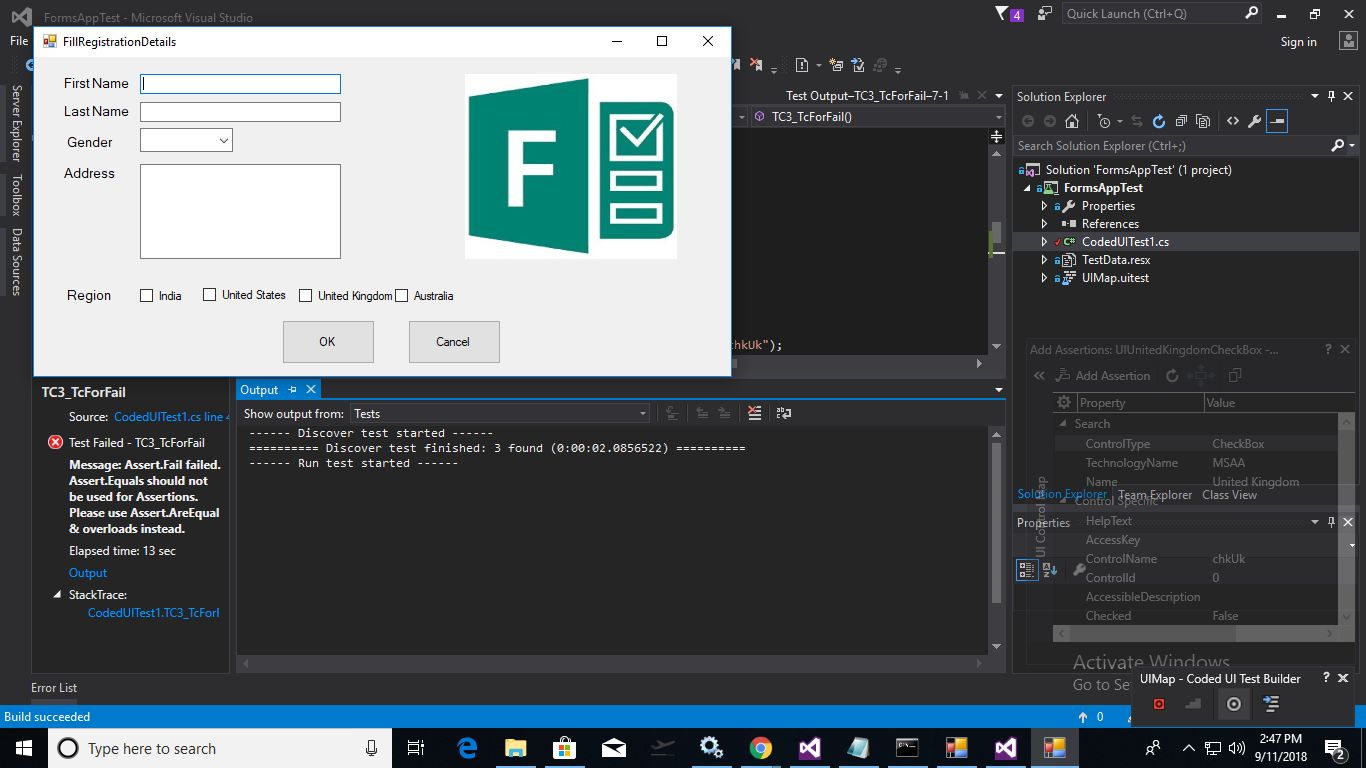 FormsAppTest - Microsoft Visual Studio
4
Quick Launch (Ctrl+Q)
File
Sign in
FillRegistrationDetails
First Name
Last Name
Gender
Address
F
Region
India
United States
United Kingdom
Australia
OK
Cancel
Server Explorer
Toolbox
Data Sources
Test Output–TC3_TcForFail–7-1
TC3_TcForFail()
chkUk");
Solution Explorer
Search Solution Explorer (Ctrl+;)
Solution 'FormsAppTest' (1 project)
FormsAppTest
Properties
References
C# CodedUITest1.cs
TestData.resx
UIMap.uitest
Add Assertions: UIUnitedKingdomCheckBox -...
Add Assertion
Property Value
Search
ControlType CheckBox
TechnologyName MSAA
Name United Kingdom
Control Specific
HelpText
AccessKey
ControlName chkUk
ControlId 0
AccessibleDescription
Checked False
UI Control Map
Solution Explorer Team Explorer Class View
Properties
TC3_TcForFail
Source: CodedUITest1.cs line 4
Test Failed - TC3_TcForFail
Message: Assert.Fail failed.
Assert.Equals should not
be used for Assertions.
Please use Assert.AreEqual
& overloads instead.
Elapsed time: 13 sec
Output
StackTrace:
CodedUITest1.TC3_TcForF
Output
Show output from: Tests
------ Discover test started ------
========== Discover test finished: 3 found (0:00:02.0856522) ==========
------ Run test started ------
Activate Windows
Go to Se
UIMap - Coded UI Test Builder
Error List
Build succeeded
0
Type here to search
2:47 PM
9/11/2018
2